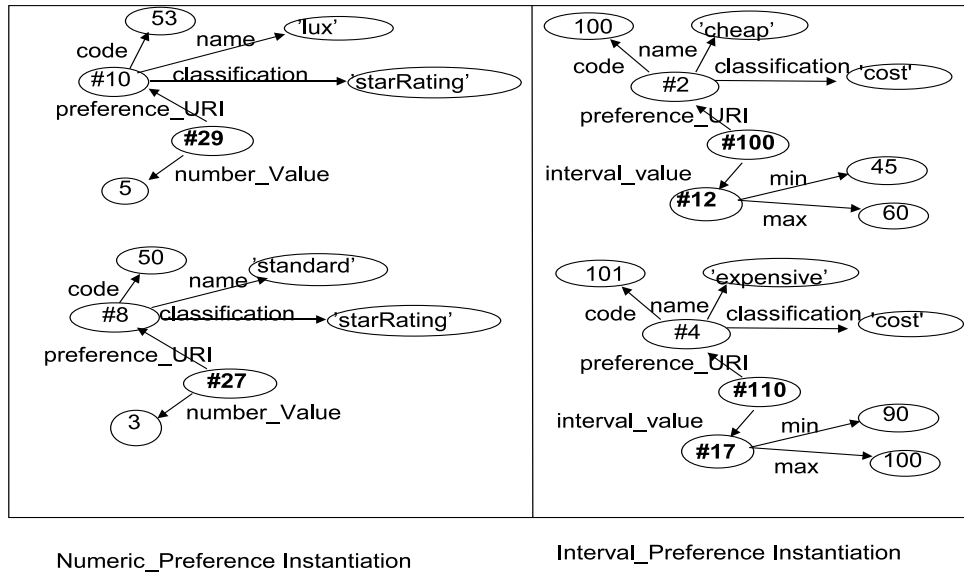 53
name
'lux'
code
#10
classification
'starRating'
preference_URI
#29
number_Value
5
50
name
'standard'
code
#8
classification
'starRating'
preference_URI
#27
number_Value
3
100
name
'cheap'
code
#2
classification
'cost'
preference_URI
#100
interval_value
min
45
#12
max
60
101
name
'expensive'
code
#4
classification
'cost'
preference_URI
#110
interval_value
min
90
#17
max
100
Numeric_Preference Instantiation
Interval_Preference Instantiation